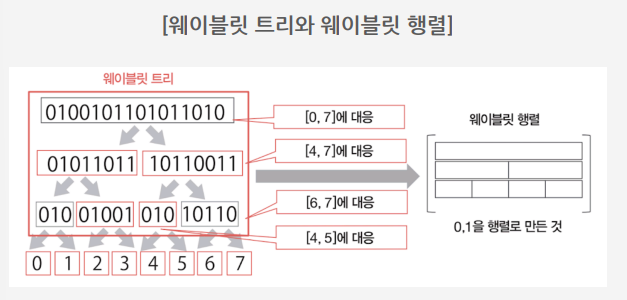 [웨이블릿 트리와 웨이블릿 행렬]
웨이블릿 트리
0100101101011010
[0, 7]에 대응
웨이블릿 행렬
01011011
10110011
[4, 7]에 대응
010
01001
010
10110
[6, 7]에 대응
[4, 5]에 대응
0,1을 행렬로 만든 것
0
1
2
3
4
5
6
7